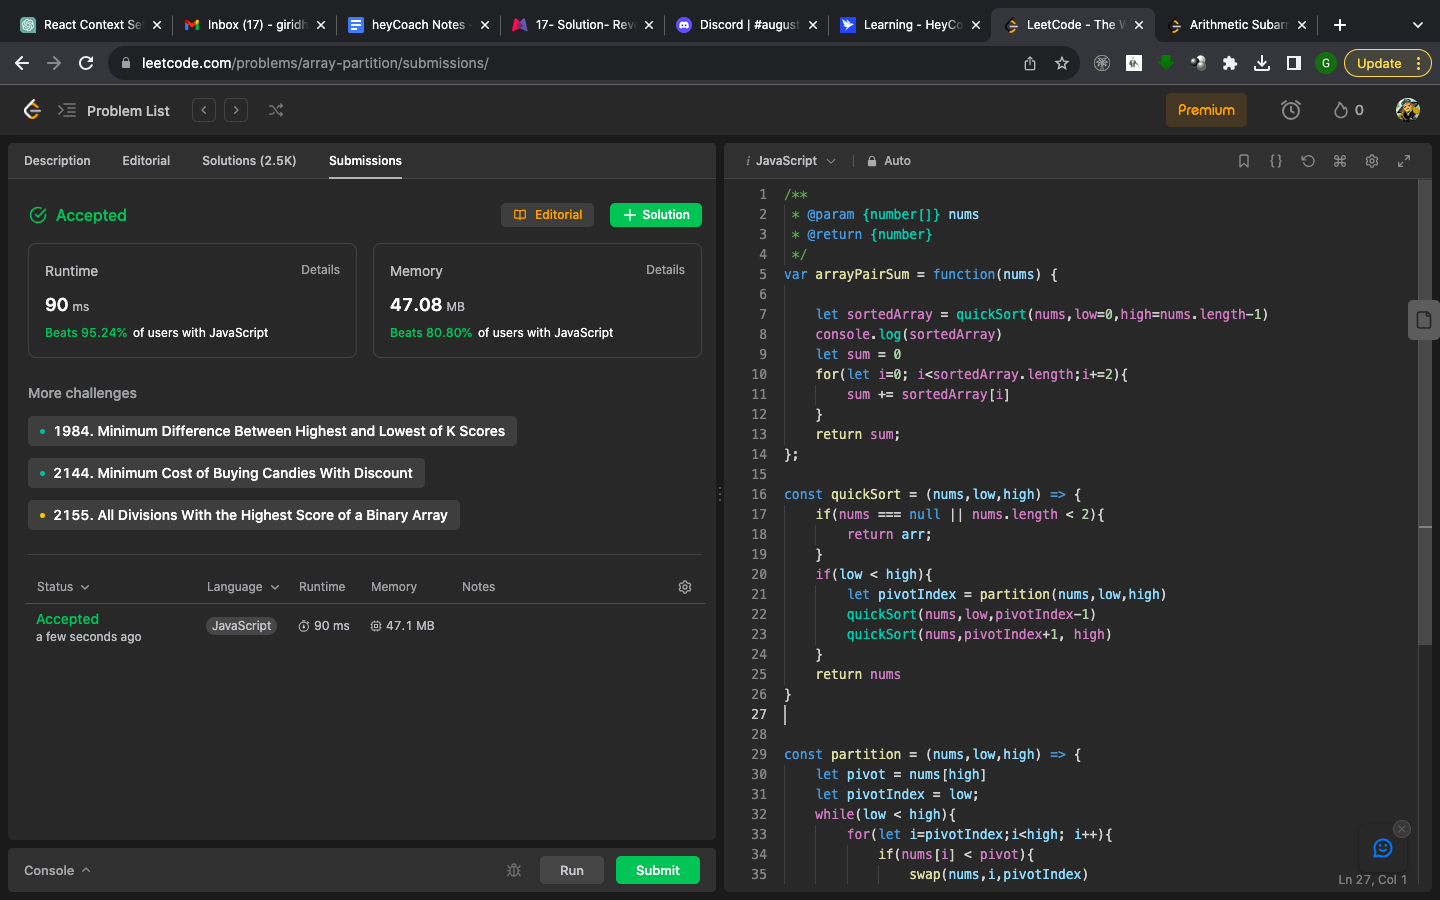 React Context Se
Inbox (17) - giridh
heyCoach Notes
17- Solution- Reve
Discord | #august
Learning - HeyCo
LeetCode - The W
Arithmetic Subarr
leetcode.com/problems/array-partition/submissions/
G
Update
Problem List
Premium
0
Description
Editorial
Solutions (2.5K)
Submissions
Accepted
Editorial
+ Solution
Runtime
Details
90 ms
Beats 95.24% of users with JavaScript
Memory
Details
47.08 MB
Beats 80.80% of users with JavaScript
More challenges
1984. Minimum Difference Between Highest and Lowest of K Scores
2144. Minimum Cost of Buying Candies With Discount
2155. All Divisions With the Highest Score of a Binary Array
Status
Language
Runtime
Memory
Notes
Accepted
a few seconds ago
JavaScript
90 ms
47.1 MB
Console
Run
Submit
i JavaScript
Auto
1 /**
2 * @param {number[]} nums
3 * @return {number}
4 */
5 var arrayPairSum = function(nums) {
6
7 let sortedArray = quickSort(nums,low=0,high=nums.length-1)
8 console.log(sortedArray)
9 let sum = 0
10 for(let i=0; i<sortedArray.length;i+=2){
11 sum += sortedArray[i]
12 }
13 return sum;
14 };
15
16 const quickSort = (nums,low,high) => {
17 if(nums === null || nums.length < 2){
18 return arr;
19 }
20 if(low < high){
21 let pivotIndex = partition(nums,low,high)
22 quickSort(nums,low,pivotIndex-1)
23 quickSort(nums,pivotIndex+1, high)
24 }
25 return nums
26 }
27
28
29 const partition = (nums,low,high) => {
30 let pivot = nums[high]
31 let pivotIndex = low;
32 while(low < high){
33 for(let i=pivotIndex;i<high; i++){
34 if(nums[i] < pivot){
35 swap(nums,i,pivotIndex)
Ln 27, Col 1